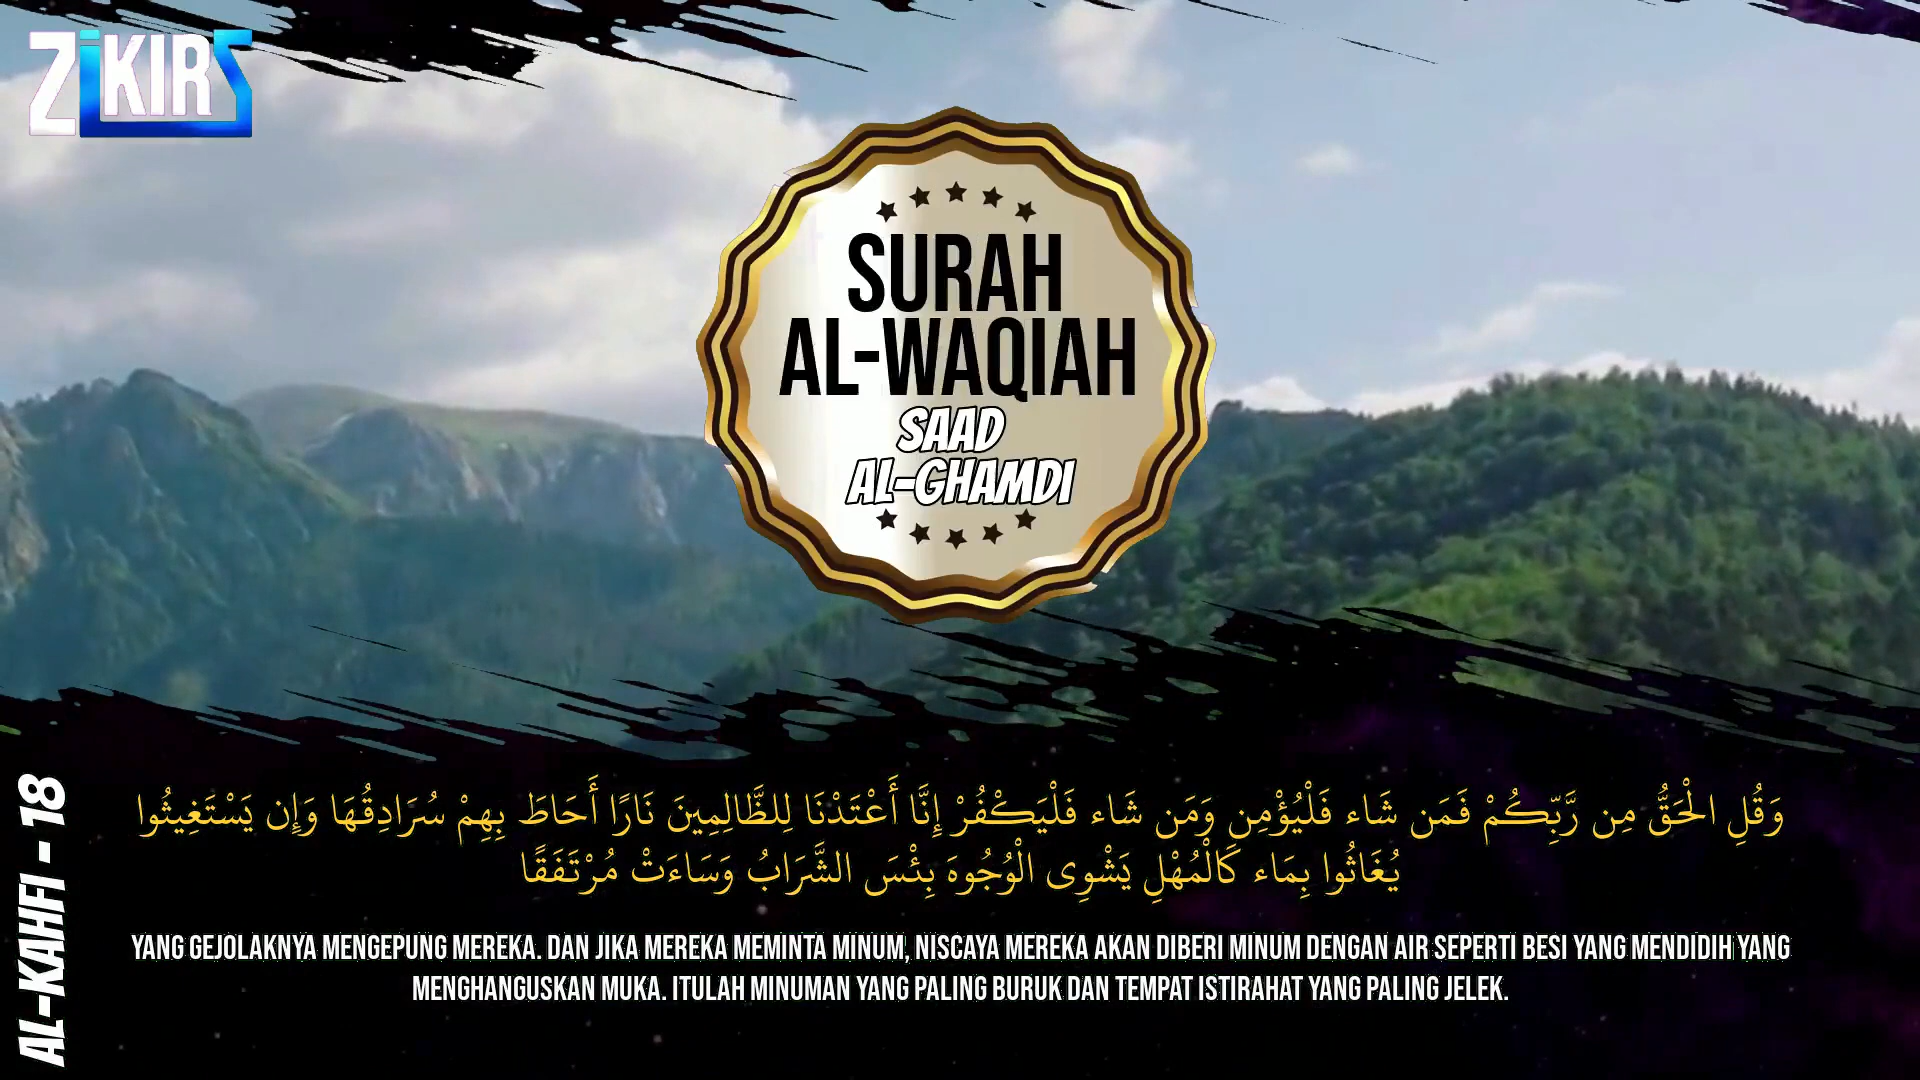 ZIKIRS
SURAH
AL-WAQIAH
SAAD
AL-GHAMDI
وَقُلِ الْحَقُّ مِن رَّبِّكُمْ فَمَن شَاء فَلْيُؤْمِن وَمَن شَاء فَلْيَكْفُرْ إِنَّا أَعْتَدْنَا لِلظَّالِمِينَ نَارًا أَحَاطَ بِهِمْ سُرَادِقُهَا وَإِن يَسْتَغِيثُوا
يُغَاثُوا بِمَاء كَالْمُهْلِ يَشْوِى الْوُجُوهَ بِئْسَ الشَّرَابُ وَسَاءَتْ مُرْتَفَقًا
YANG GEJOLAKNYA MENGEPUNG MEREKA. DAN JIKA MEREKA MEMINTA MINUM, NISCAYA MEREKA AKAN DIBERI MINUM DENGAN AIR SEPERTI BESI YANG MENDIDIH YANG
MENGHANGUSKAN MUKA. ITULAH MINUMAN YANG PALING BURUK DAN TEMPAT ISTIRAHAT YANG PALING JELEK.
AL-KAHFI - 18